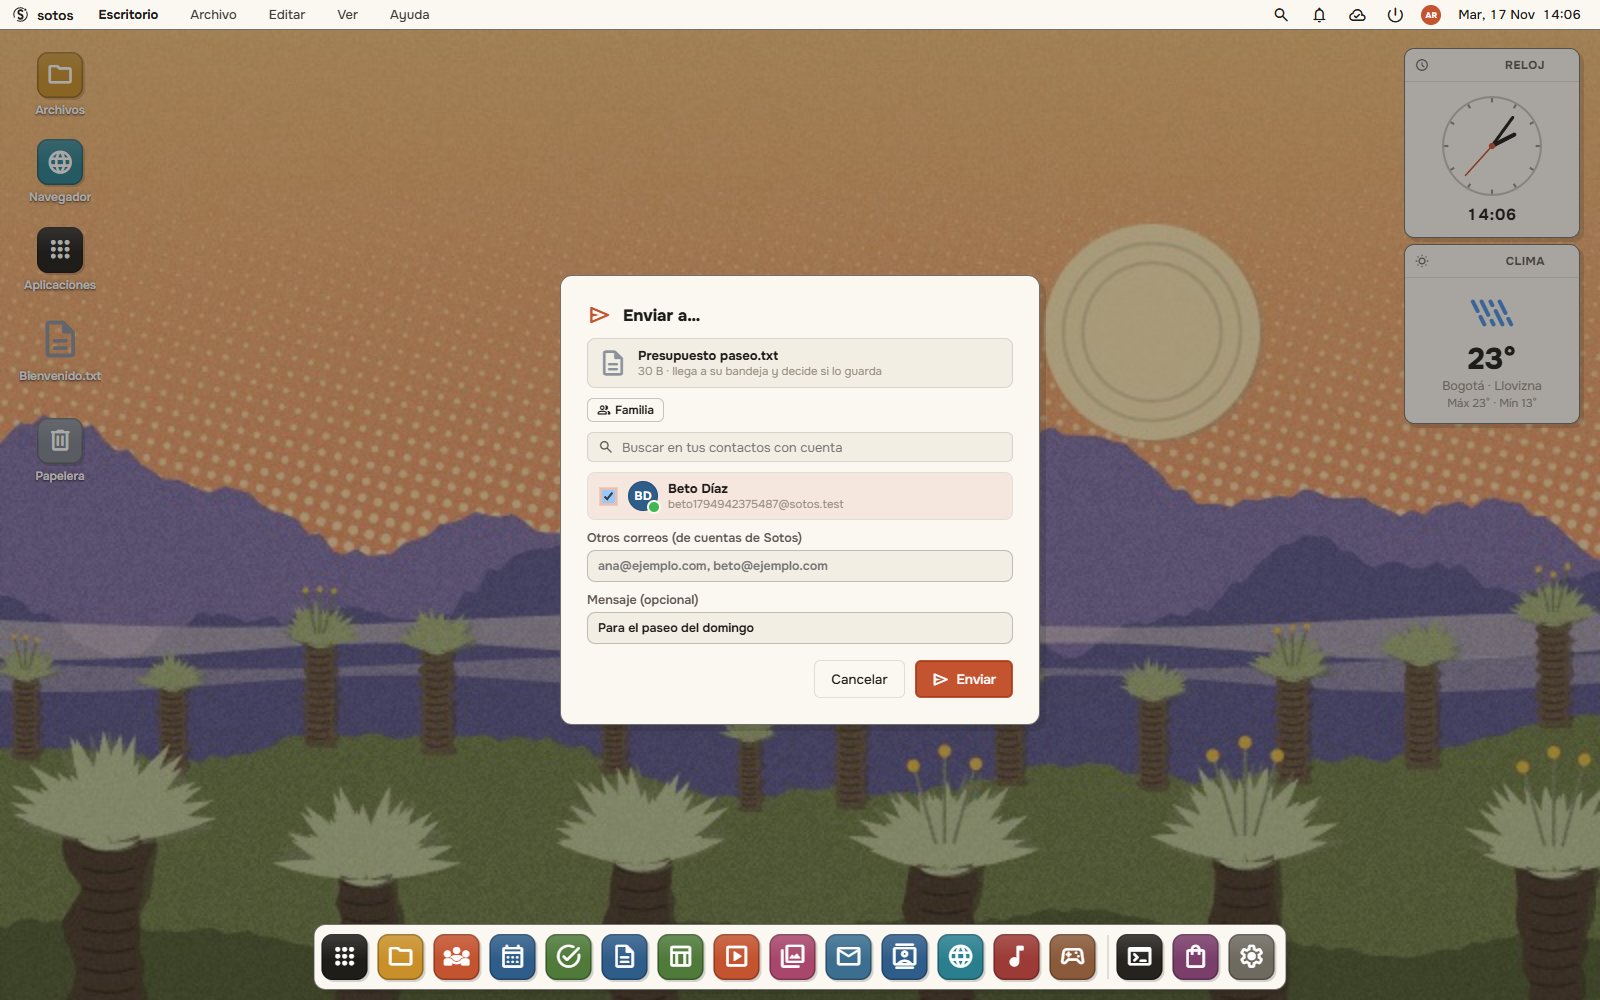 sotos Escritorio Archivo Editar Ver Ayuda AR Mar, 17 Nov 14:06
Archivos
Navegador
Aplicaciones
Bienvenido.txt
Papelera
RELOJ
14:06
CLIMA
23°
Bogotá · Llovizna
Máx 23° · Mín 13°
Enviar a...
Presupuesto paseo.txt
30 B · llega a su bandeja y decide si lo guarda
Familia
Buscar en tus contactos con cuenta
BD
Beto Díaz
beto1794942375487@sotos.test
Otros correos (de cuentas de Sotos)
ana@ejemplo.com, beto@ejemplo.com
Mensaje (opcional)
Para el paseo del domingo
Cancelar Enviar